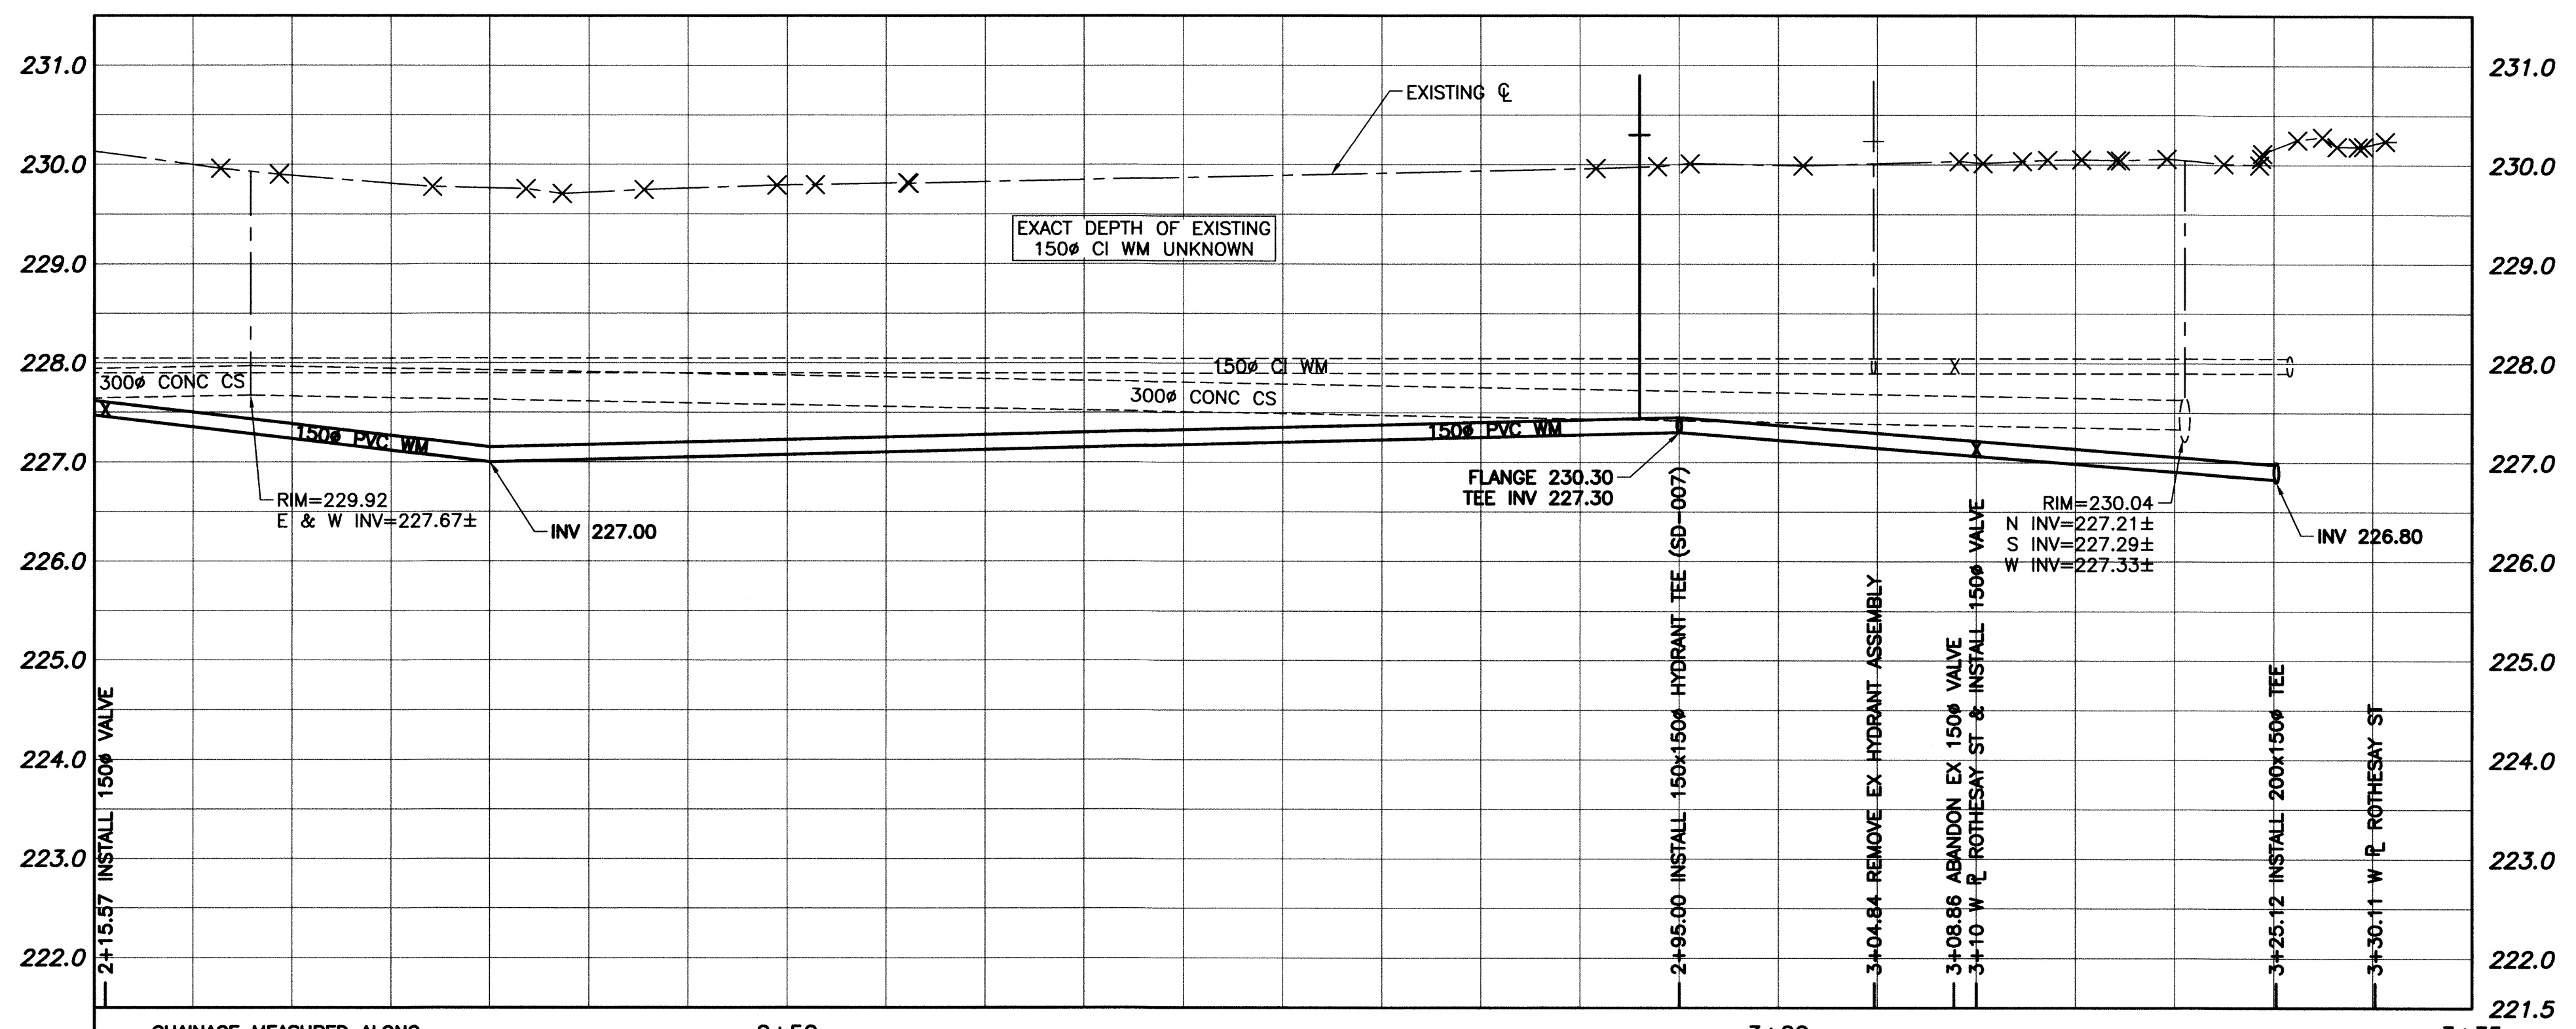 231.0
231.0
EXISTING ℄
230.0
230.0
EXACT DEPTH OF EXISTING
150ø CI WM UNKNOWN
229.0
229.0
228.0
228.0
150ø CI WM
300ø CONC CS
300ø CONC CS
150ø PVC WM
150ø PVC WM
227.0
227.0
FLANGE 230.30
TEE INV 227.30
RIM=229.92
E & W INV=227.67±
INV 227.00
RIM=230.04
N INV=227.21±
S INV=227.29±
W INV=227.33±
INV 226.80
226.0
226.0
225.0
225.0
224.0
224.0
223.0
223.0
222.0
222.0
221.5
2+15.57 INSTALL 150ø VALVE
2+95.00 INSTALL 150x150ø HYDRANT TEE (SD-007)
3+04.84 REMOVE EX HYDRANT ASSEMBLY
3+08.86 ABANDON EX 150ø VALVE
3+10 W ⅊ ROTHESAY ST & INSTALL 150ø VALVE
3+25.12 INSTALL 200x150ø TEE
3+30.11 W ⅊ ROTHESAY ST
CHAINAGE MEASURED ALONG